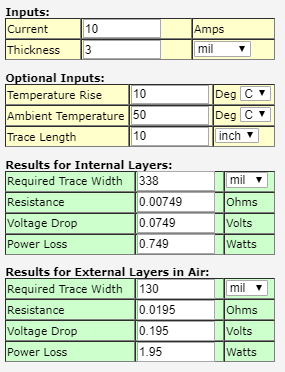 Inputs:
Current 10 Amps
Thickness 3 mil
Optional Inputs:
Temperature Rise 10 Deg C
Ambient Temperature 50 Deg C
Trace Length 10 inch
Results for Internal Layers:
Required Trace Width 338 mil
Resistance 0.00749 Ohms
Voltage Drop 0.0749 Volts
Power Loss 0.749 Watts
Results for External Layers in Air:
Required Trace Width 130 mil
Resistance 0.0195 Ohms
Voltage Drop 0.195 Volts
Power Loss 1.95 Watts